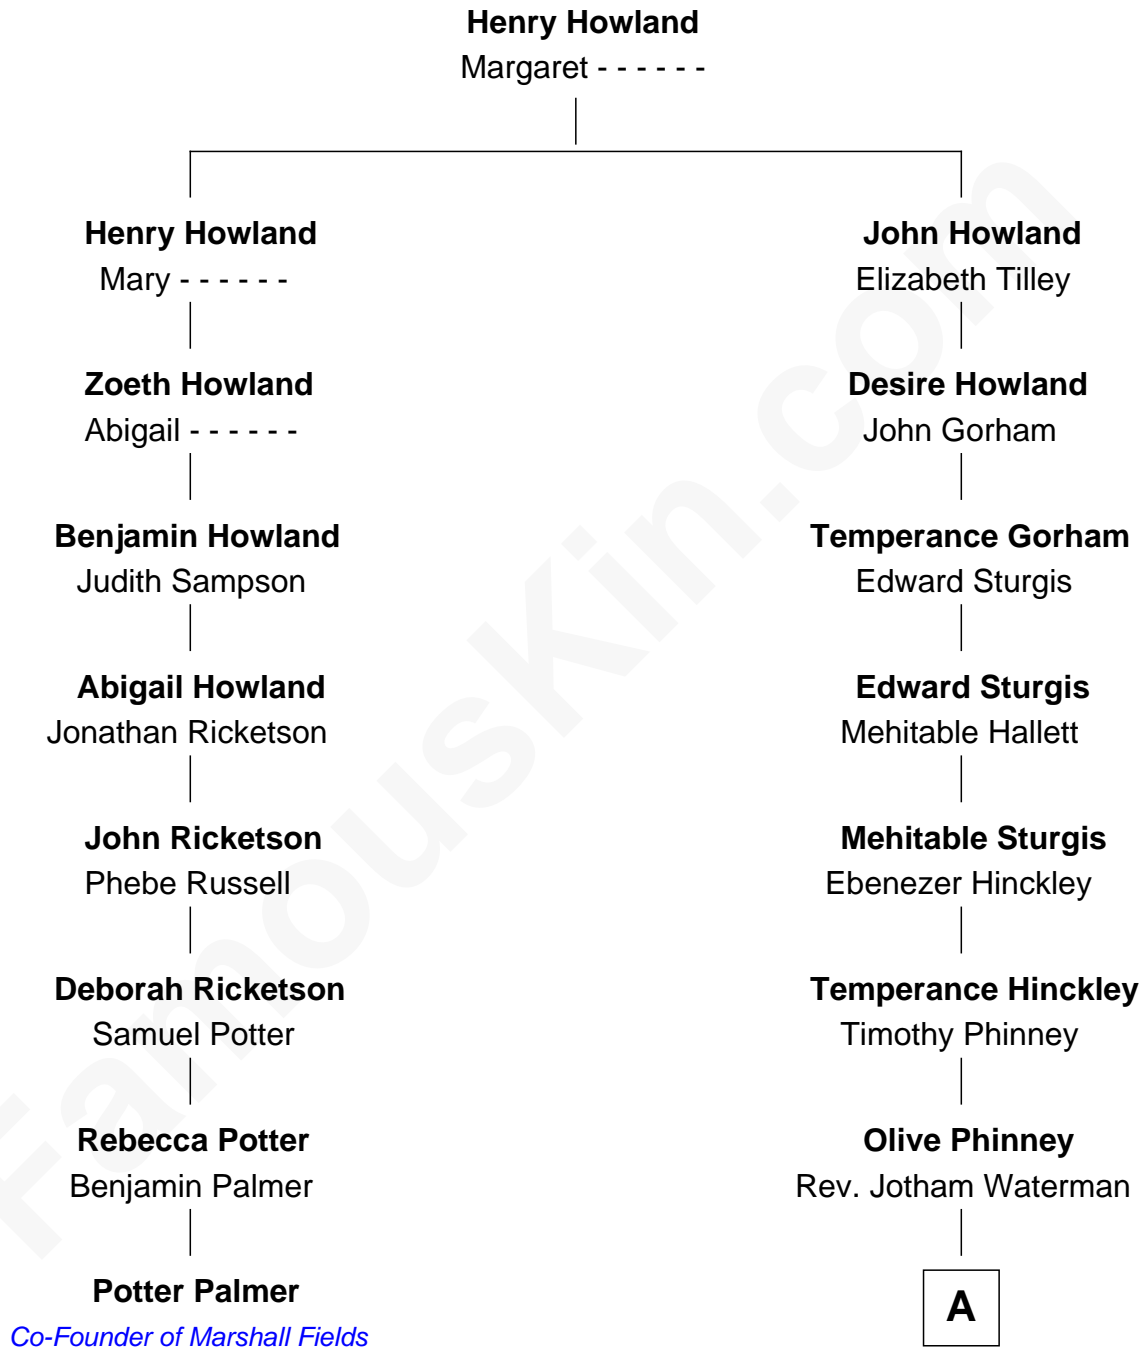 Henry Howland
Margaret - - - - - -
Henry Howland
Mary - - - - - -
John Howland
Elizabeth Tilley
Zoeth Howland
Abigail - - - - - -
Desire Howland
John Gorham
Benjamin Howland
Judith Sampson
Temperance Gorham
Edward Sturgis
Abigail Howland
Jonathan Ricketson
Edward Sturgis
Mehitable Hallett
John Ricketson
Phebe Russell
Mehitable Sturgis
Ebenezer Hinckley
Deborah Ricketson
Samuel Potter
Temperance Hinckley
Timothy Phinney
Rebecca Potter
Benjamin Palmer
Olive Phinney
Rev. Jotham Waterman
Potter Palmer
Co-Founder of Marshall Fields
A
FamousKin.com